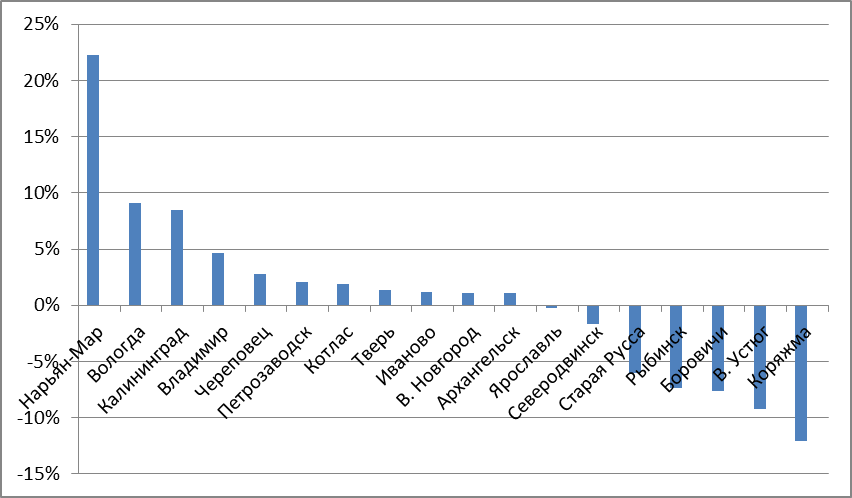 25%
20%
15%
10%
5%
0%
-5%
-10%
-15%
Нарьян-Мар
Вологда
Калининград
Владимир
Череповец
Петрозаводск
Котлас
Тверь
Иваново
В. Новгород
Архангельск
Ярославль
Северодвинск
Старая Русса
Рыбинск
Боровичи
В. Устюг
Коряжма